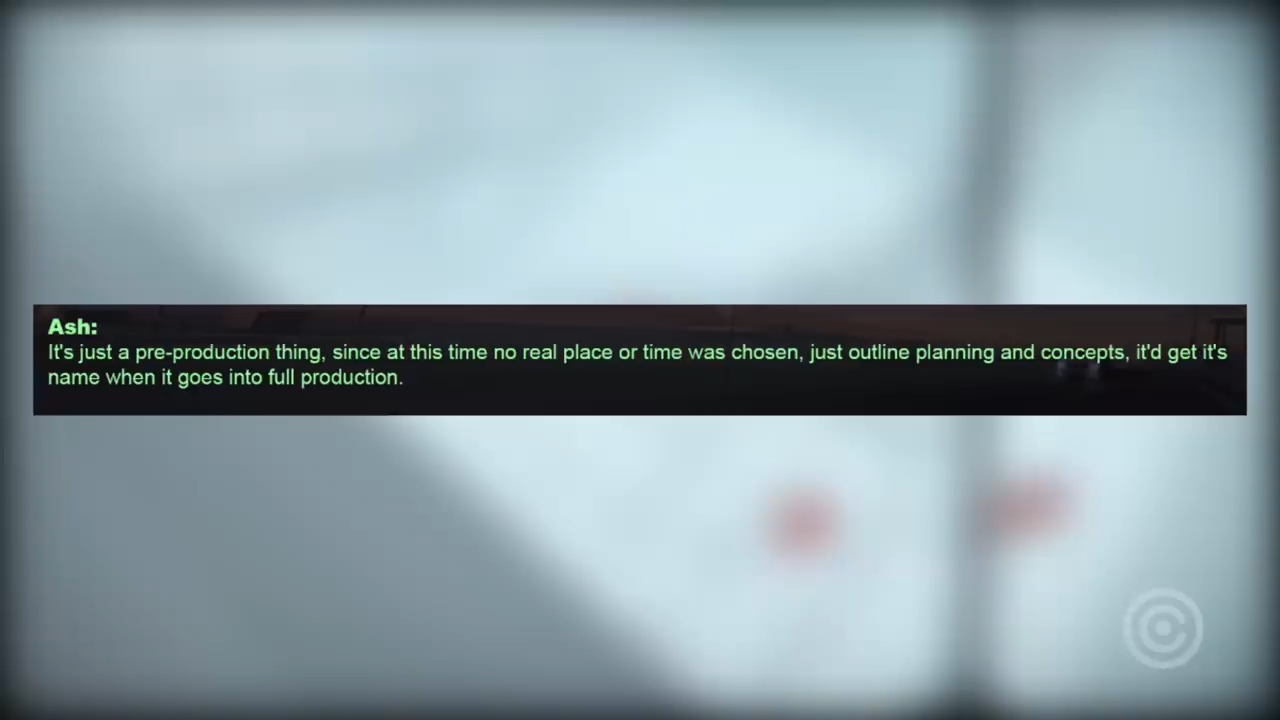 Ash:
It's just a pre-production thing, since at this time no real place or time was chosen, just outline planning and concepts, it'd get it's
name when it goes into full production.